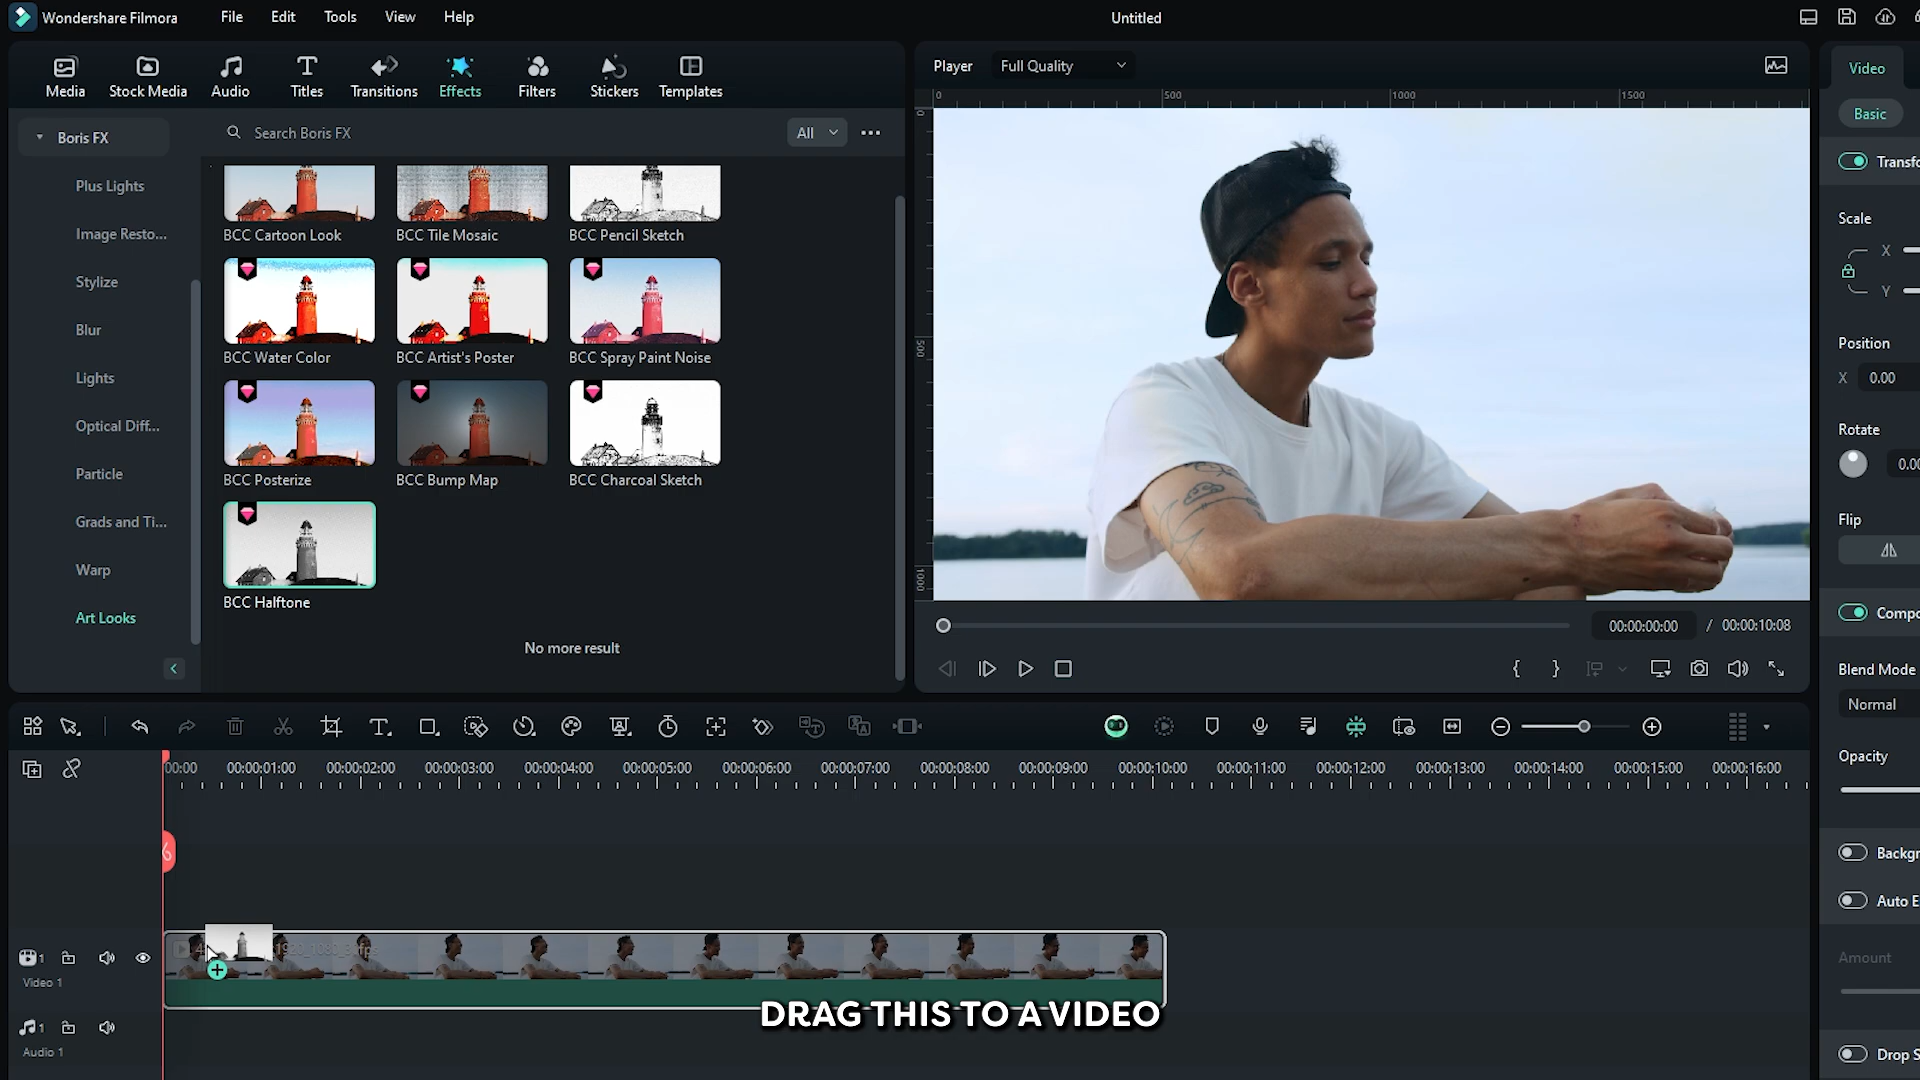 Wondershare Filmora
File
Edit
Tools
View
Help
Untitled
Media
Stock Media
Audio
Titles
Transitions
Effects
Filters
Stickers
Templates
Player
Full Quality
Video
Basic
Boris FX
Search Boris FX
All
Plus Lights
Image Resto...
Stylize
Blur
Lights
Optical Diff...
Particle
Grads and Ti...
Warp
Art Looks
BCC Cartoon Look
BCC Tile Mosaic
BCC Pencil Sketch
BCC Water Color
BCC Artist's Poster
BCC Spray Paint Noise
BCC Posterize
BCC Bump Map
BCC Charcoal Sketch
BCC Halftone
No more result
0
500
1000
1500
0
500
1000
00:00:00:00
/
00:00:10:08
Transfo
Scale
X
Y
Position
X
0.00
Rotate
0.00
Flip
Compo
Blend Mode
Normal
Opacity
Backgr
Auto E
Amount
Drop S
00:00
00:00:01:00
00:00:02:00
00:00:03:00
00:00:04:00
00:00:05:00
00:00:06:00
00:00:07:00
00:00:08:00
00:00:09:00
00:00:10:00
00:00:11:00
00:00:12:00
00:00:13:00
00:00:14:00
00:00:15:00
00:00:16:00
1
Video 1
1
Audio 1
DRAG THIS TO A VIDEO